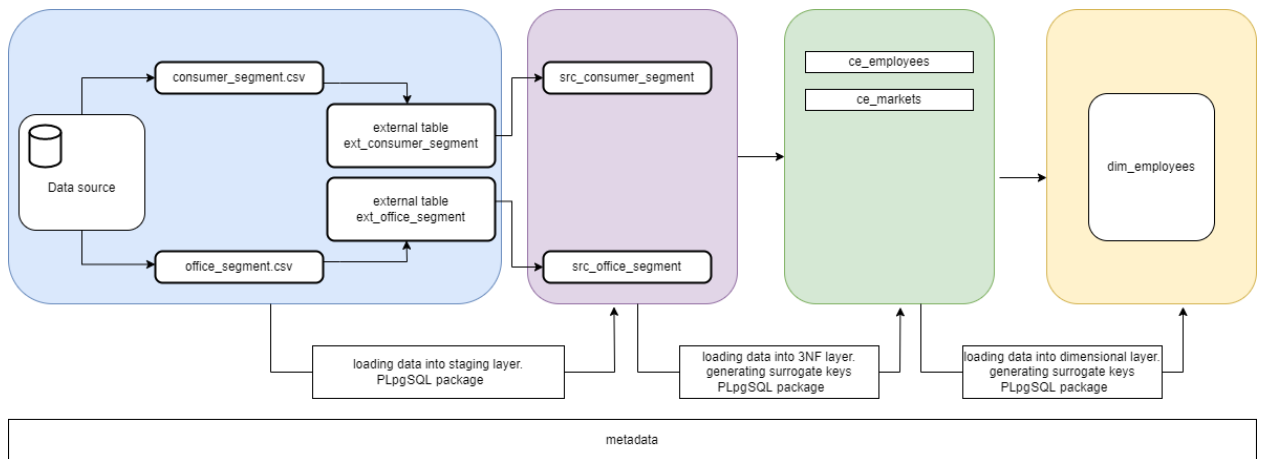 Data source
consumer_segment.csv
office_segment.csv
external table
ext_consumer_segment
external table
ext_office_segment
src_consumer_segment
src_office_segment
ce_employees
ce_markets
dim_employees
loading data into staging layer.
PLpgSQL package
loading data into 3NF layer.
generating surrogate keys
PLpgSQL package
loading data into dimensional layer.
generating surrogate keys
PLpgSQL package
metadata